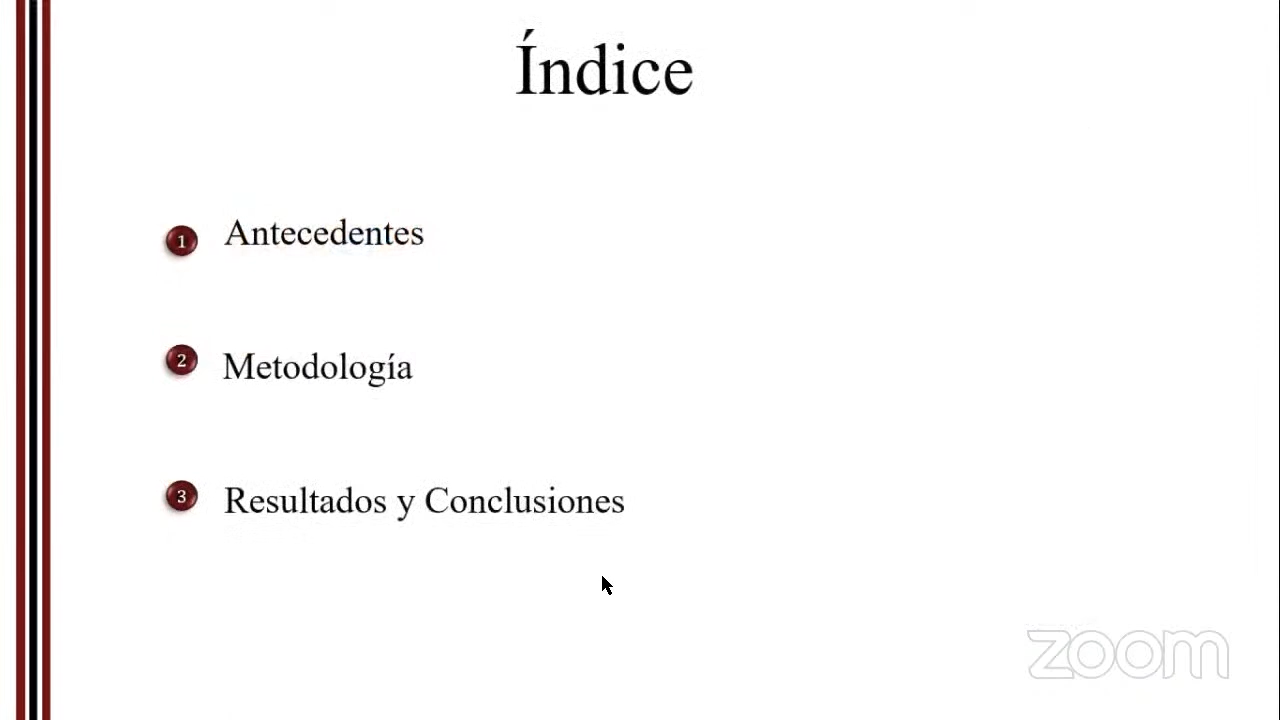 Índice
1 Antecedentes
2 Metodología
3 Resultados y Conclusiones
zoom